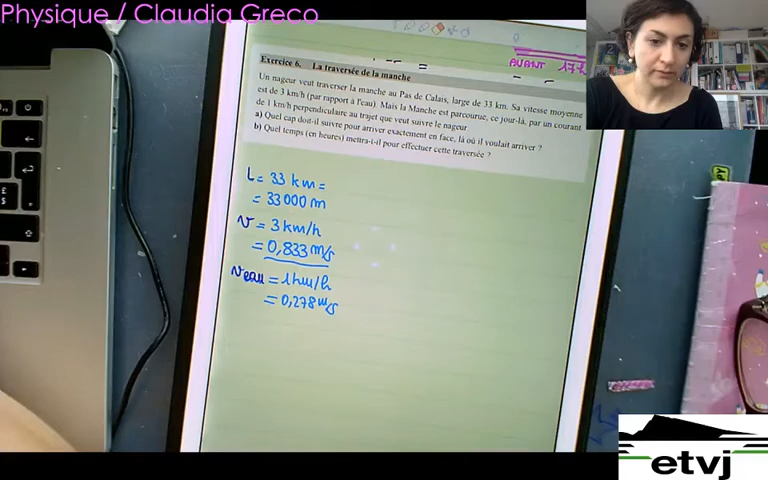 Physique / Claudia Greco
AVANT 17h
Exercice 6. La traversée de la manche
Un nageur veut traverser la manche au Pas de Calais, large de 33 km. Sa vitesse moyenne
est de 3 km/h (par rapport à l'eau). Mais la Manche est parcourue, ce jour-là, par un courant
de 1 km/h perpendiculaire au trajet que veut suivre le nageur
a) Quel cap doit-il suivre pour arriver exactement en face, là où il voulait arriver ?
b) Quel temps (en heures) mettra-t-il pour effectuer cette traversée ?
L = 33 km =
= 33000 m
v = 3 km/h
= 0,833 m/s
v eau = 1 km/h
= 0,278 m/s
etvj